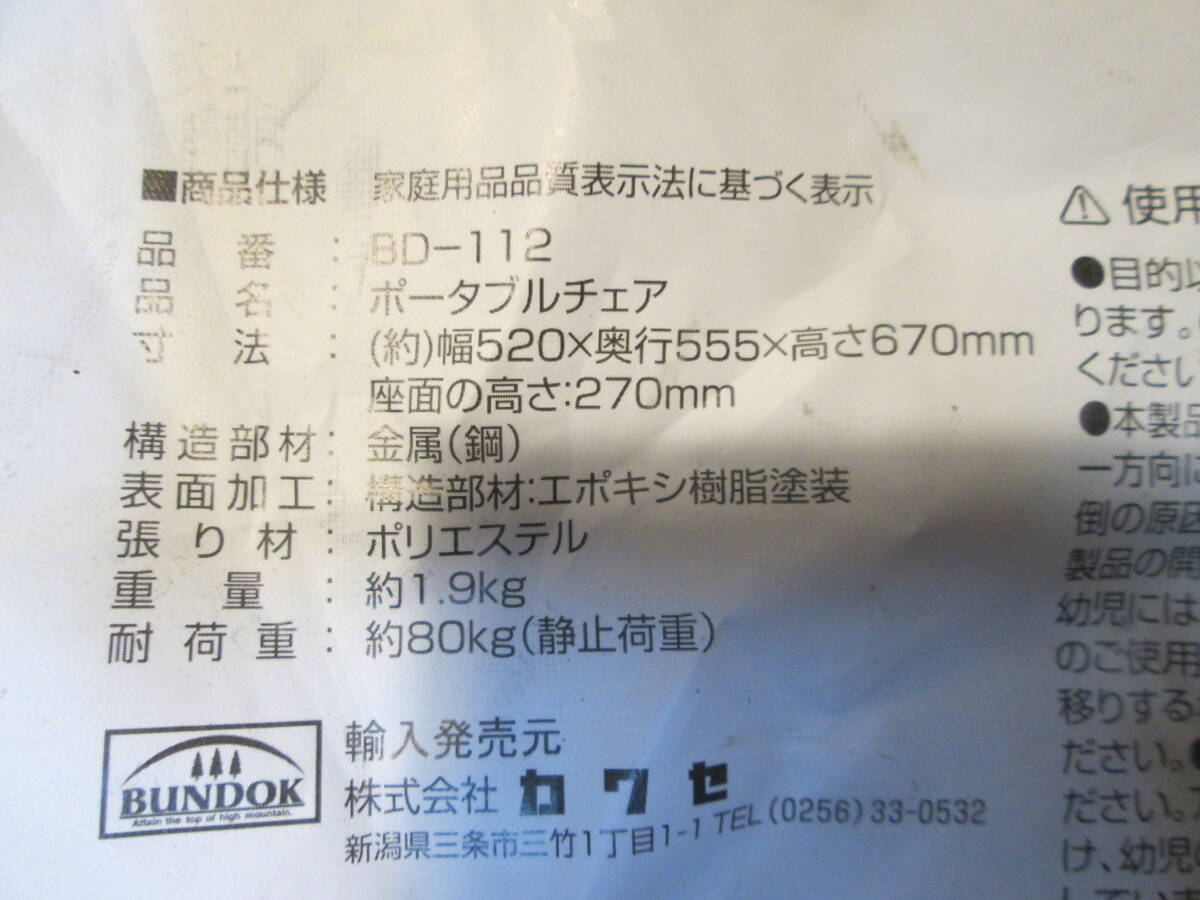 ■商品仕様 家庭用品品質表示法に基づく表示
品番:BD-112
品名:ポータブルチェア
寸法:(約)幅520×奥行555×高さ670mm
座面の高さ:270mm
構造部材:金属(鋼)
表面加工:構造部材:エポキシ樹脂塗装
張り材:ポリエステル
重量:約1.9kg
耐荷重:約80kg(静止荷重)
BUNDOK
Attain the top of high mountain.
輸入発売元
株式会社 カワセ
新潟県三条市三竹1丁目1-1 TEL(0256)33-0532
⚠使用
●目的以
ります。
ください
●本製品
一方向に
倒の原因
製品の開
幼児には
のご使用
移りする
ださい。●
ださい。
け、幼児の